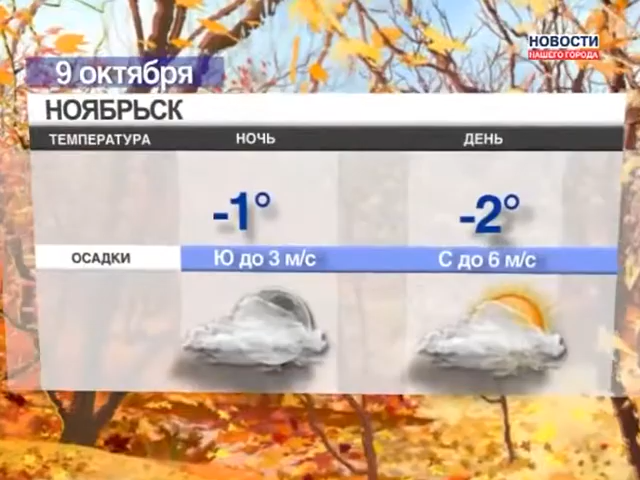 НОВОСТИ
НАШЕГО ГОРОДА
9 октября
НОЯБРЬСК
ТЕМПЕРАТУРА НОЧЬ ДЕНЬ
-1° -2°
ОСАДКИ Ю до 3 м/с С до 6 м/с